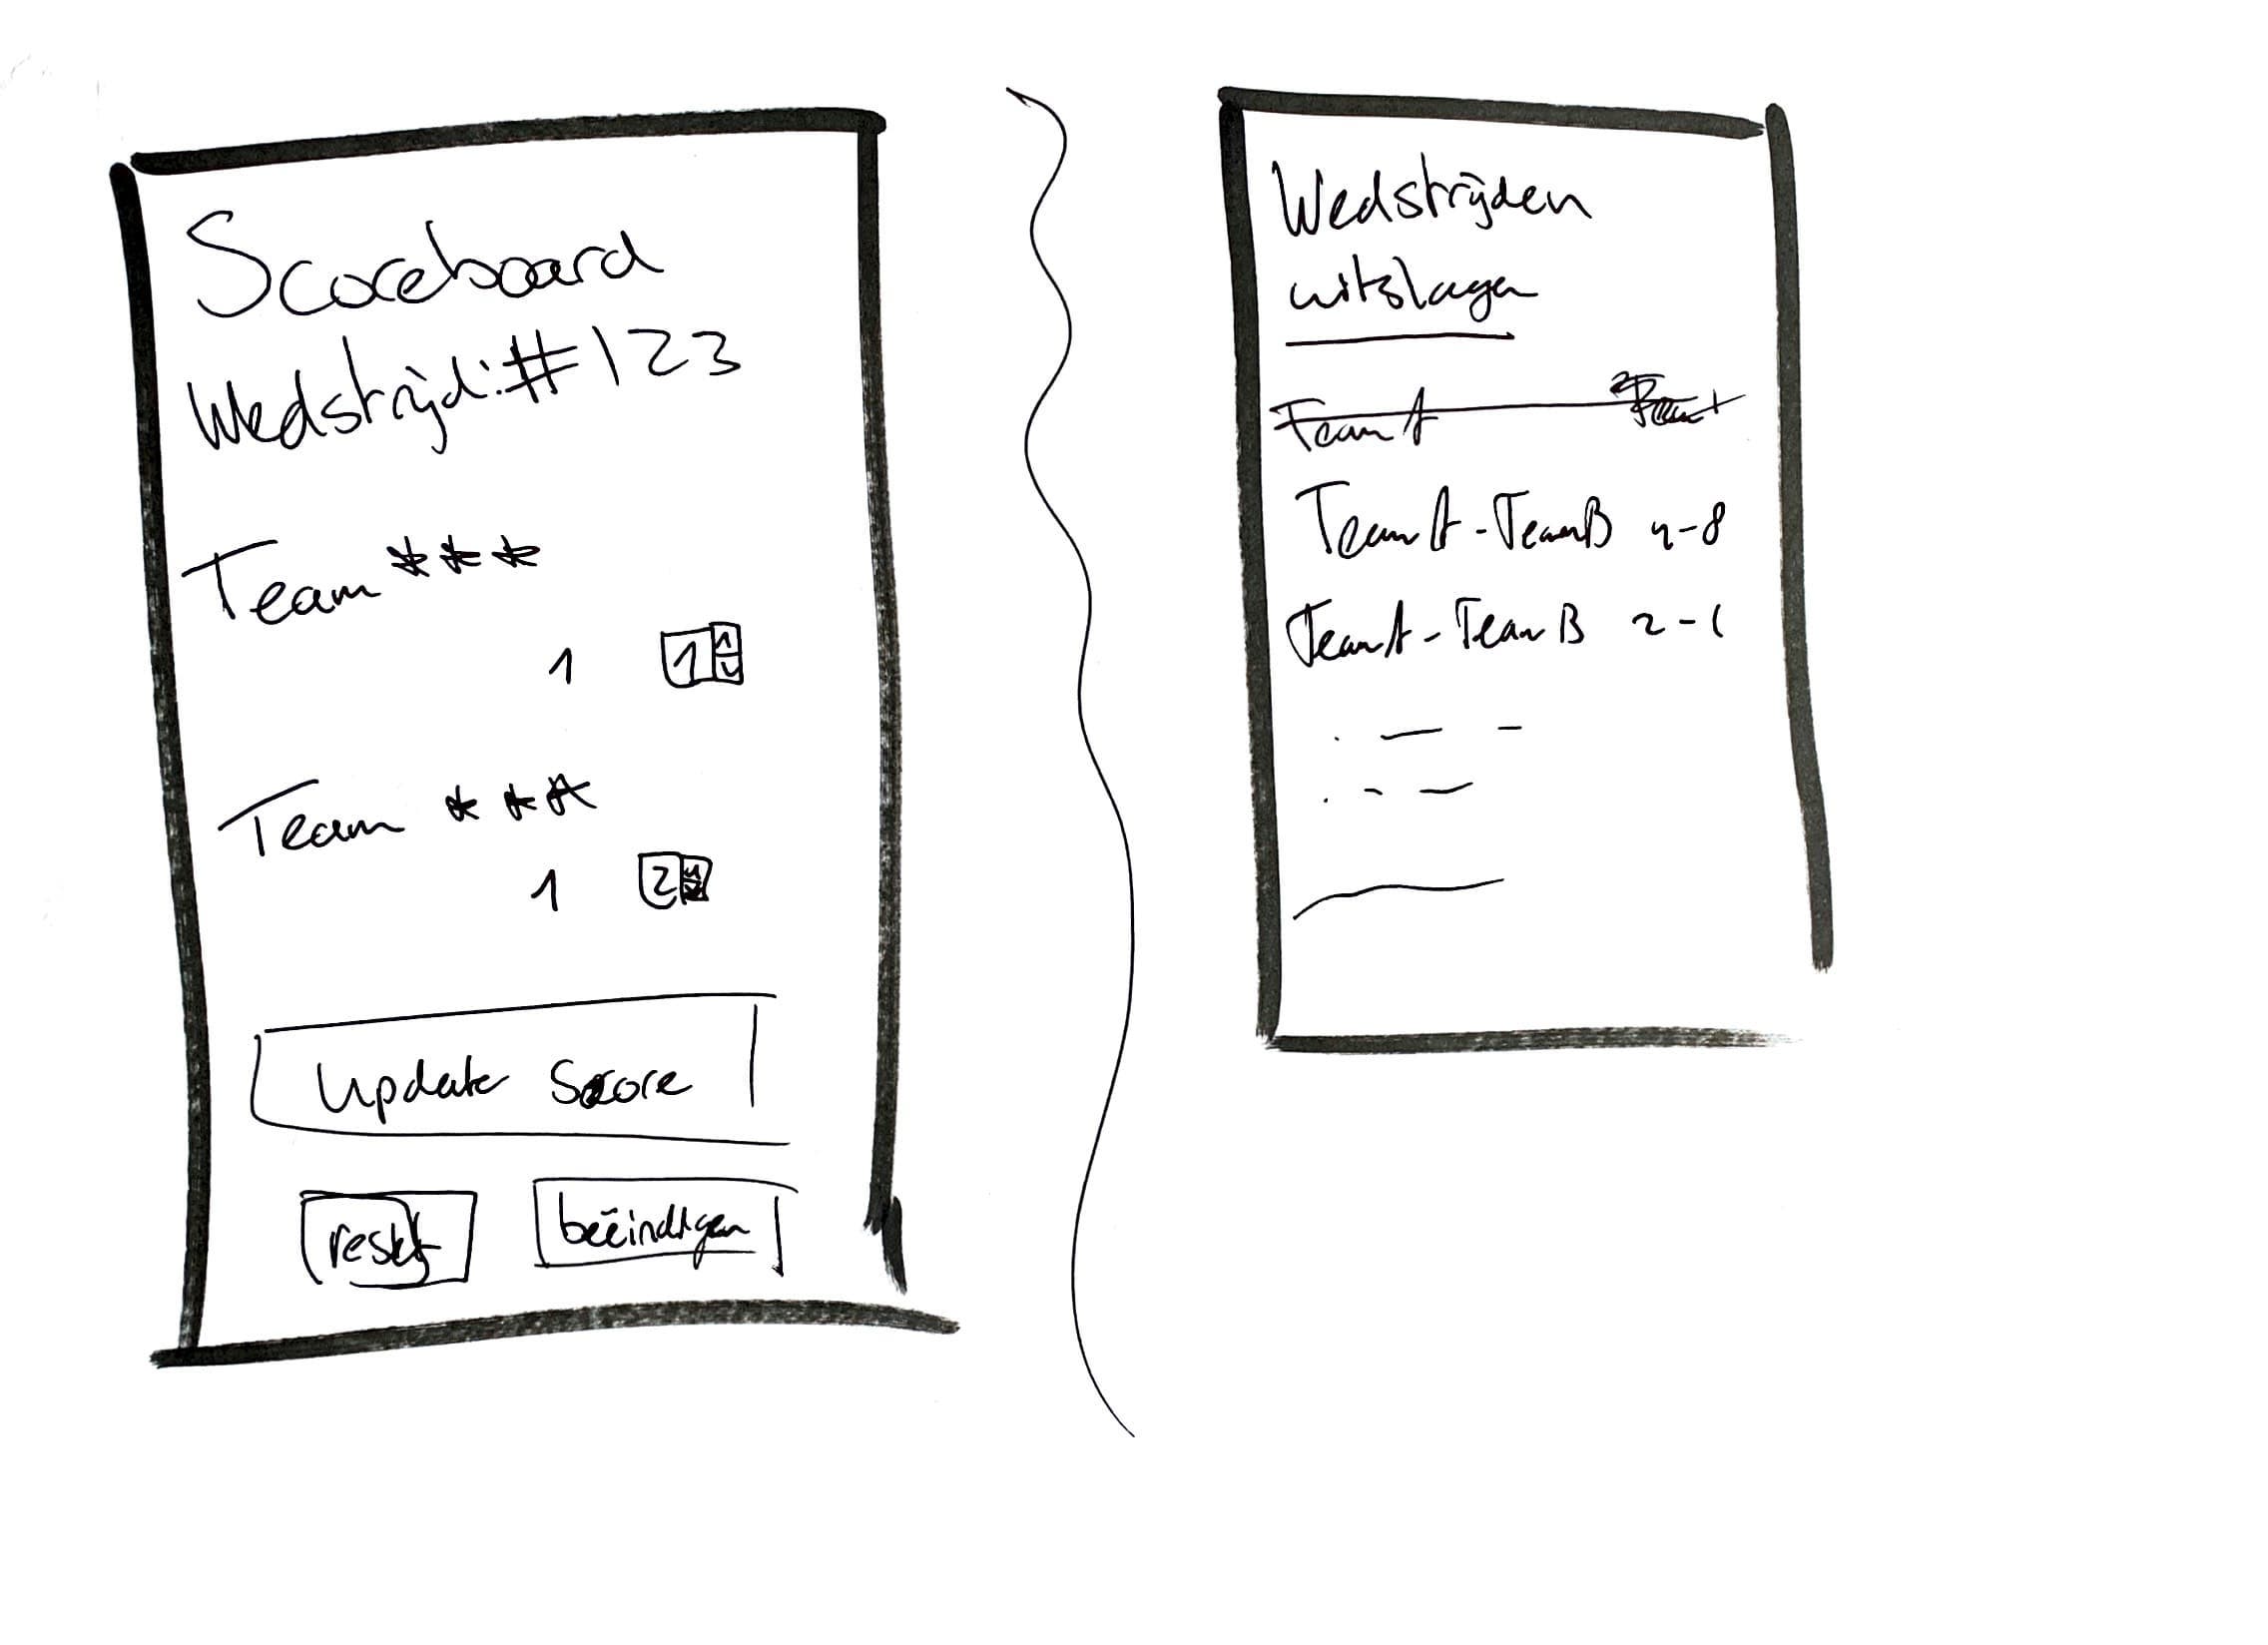 Scoreboard
Wedstrijd: #123
Team ***
1 1
Team ***
1 2
Update Score
reset
beëindigen
Wedstrijden
uitslagen
Team A
Team A - Team B 4-8
Team A - Team B 2-1